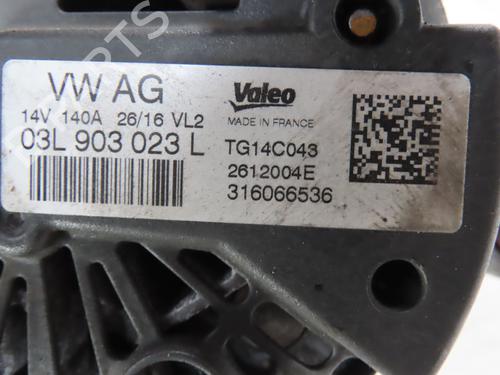 VW AG
14V 140A 26/16 VL2
03L 903 023 L
Valeo
MADE IN FRANCE
TG14C043
2612004E
316066536